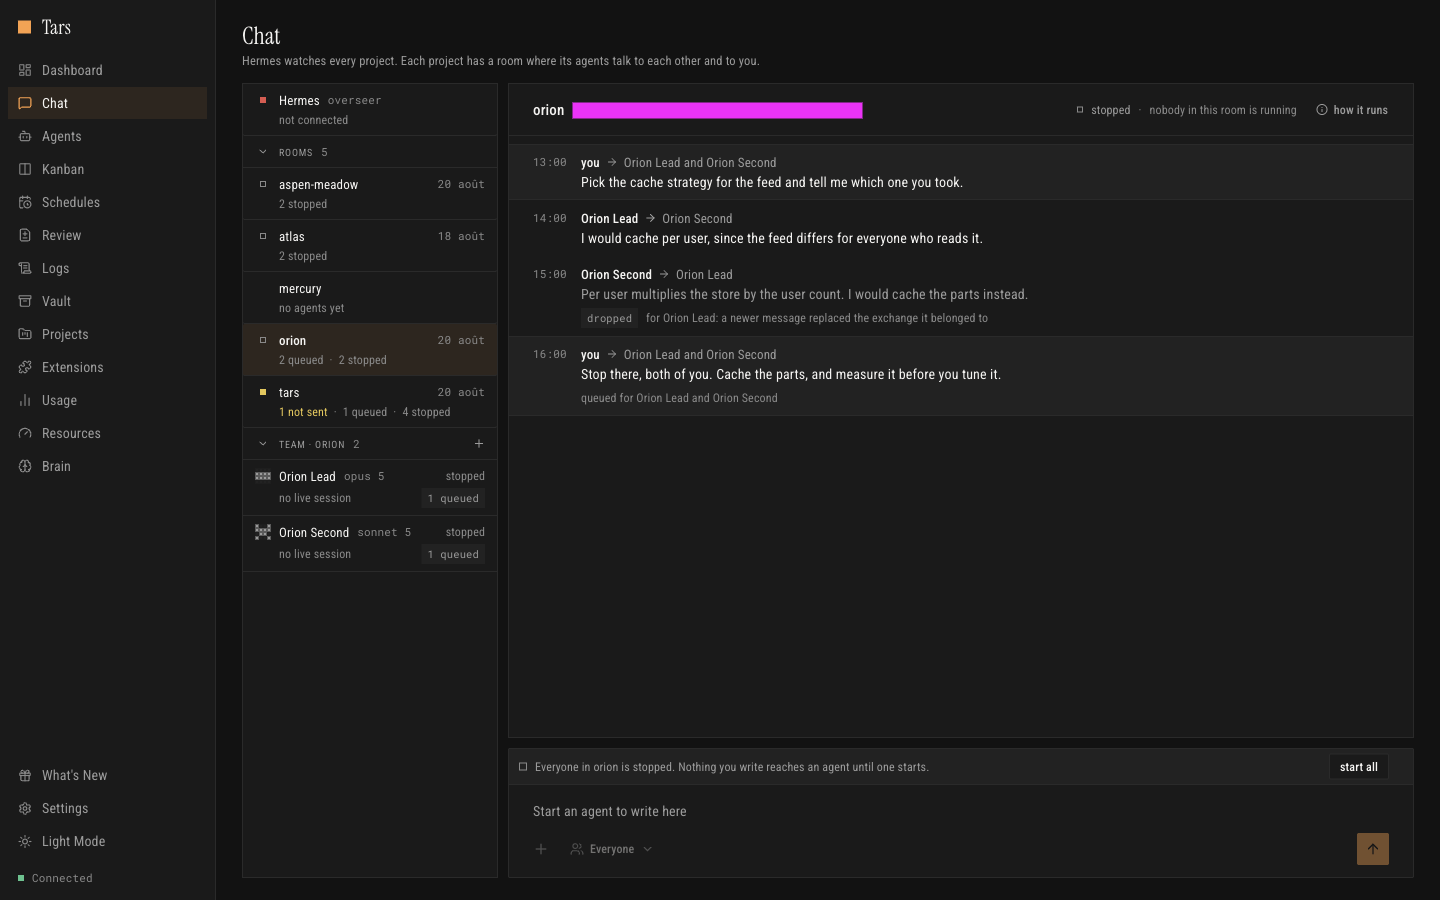 Tars
Dashboard
Chat
Agents
Kanban
Schedules
Review
Logs
Vault
Projects
Extensions
Usage
Resources
Brain
What's New
Settings
Light Mode
Connected
Chat
Hermes watches every project. Each project has a room where its agents talk to each other and to you.
Hermes overseer
not connected
ROOMS 5
aspen-meadow 20 août
2 stopped
atlas 18 août
2 stopped
mercury
no agents yet
orion 20 août
2 queued · 2 stopped
tars 20 août
1 not sent · 1 queued · 4 stopped
TEAM · ORION 2
Orion Lead opus 5 stopped
no live session 1 queued
Orion Second sonnet 5 stopped
no live session 1 queued
orion stopped · nobody in this room is running how it runs
13:00 you → Orion Lead and Orion Second
Pick the cache strategy for the feed and tell me which one you took.
14:00 Orion Lead → Orion Second
I would cache per user, since the feed differs for everyone who reads it.
15:00 Orion Second → Orion Lead
Per user multiplies the store by the user count. I would cache the parts instead.
dropped for Orion Lead: a newer message replaced the exchange it belonged to
16:00 you → Orion Lead and Orion Second
Stop there, both of you. Cache the parts, and measure it before you tune it.
queued for Orion Lead and Orion Second
Everyone in orion is stopped. Nothing you write reaches an agent until one starts. start all
Start an agent to write here
Everyone